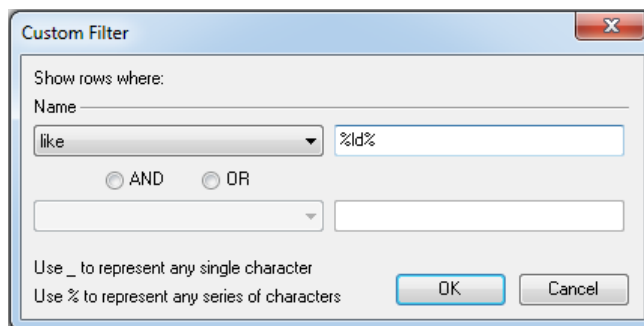 Custom Filter
Show rows where:
Name
like %ld%
AND OR
Use _ to represent any single character
Use % to represent any series of characters
OK Cancel